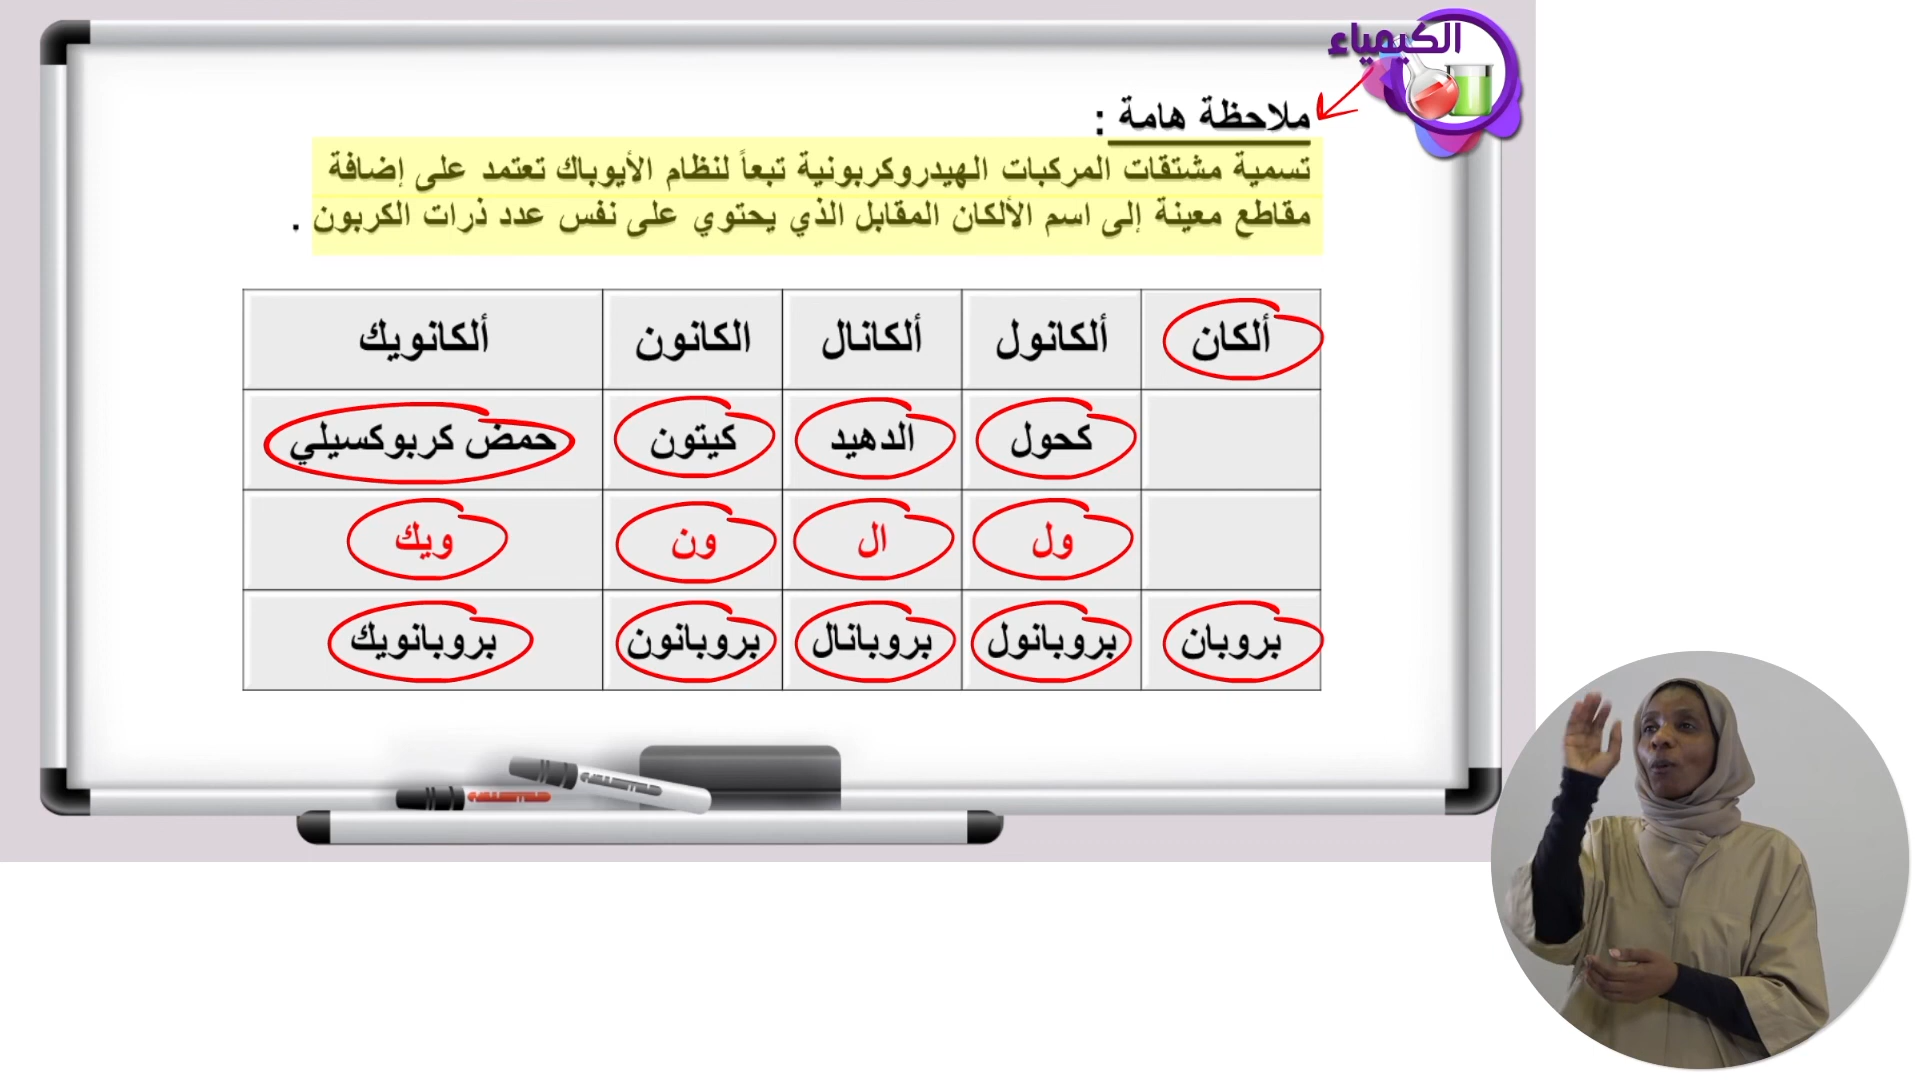 الكيمياء
ملاحظة هامة :
تسمية مشتقات المركبات الهيدروكربونية تبعاً لنظام الأيوباك تعتمد على إضافة
مقاطع معينة إلى اسم الألكان المقابل الذي يحتوي على نفس عدد ذرات الكربون .
ألكان ألكانول ألكانال الكانون ألكانويك
كحول الدهيد كيتون حمض كربوكسيلي
ول ال ون ويك
بروبان بروبانول بروبانال بروبانون بروبانويك